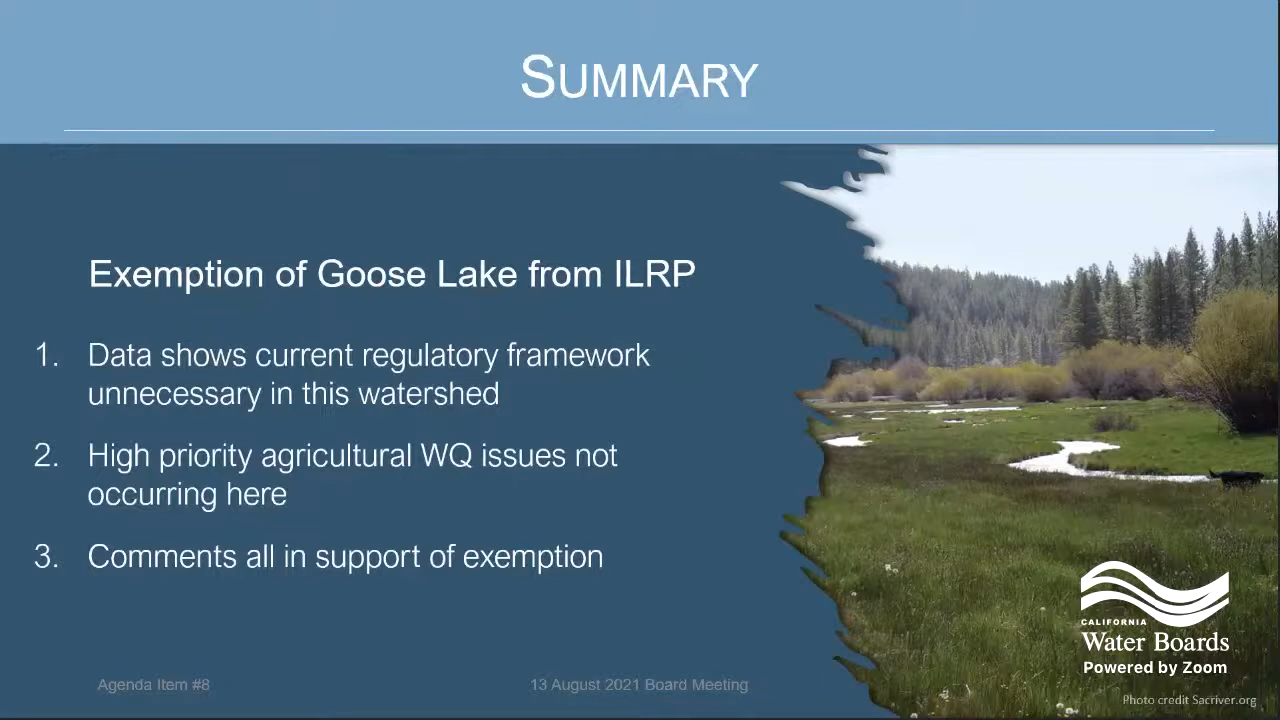 SUMMARY
Exemption of Goose Lake from ILRP
1. Data shows current regulatory framework
unnecessary in this watershed
2. High priority agricultural WQ issues not
occurring here
3. Comments all in support of exemption
CALIFORNIA
Water Boards
Powered by Zoom
Agenda Item #8
13 August 2021 Board Meeting
Photo credit Sacriver.org